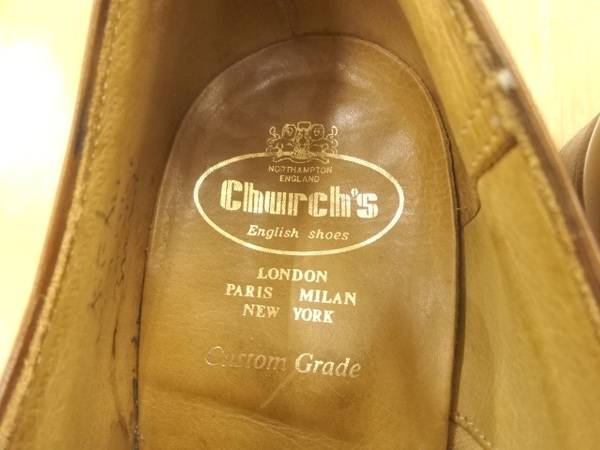 NORTHAMPTON
ENGLAND
Church's
English shoes
LONDON
PARIS MILAN
NEW YORK
Custom Grade